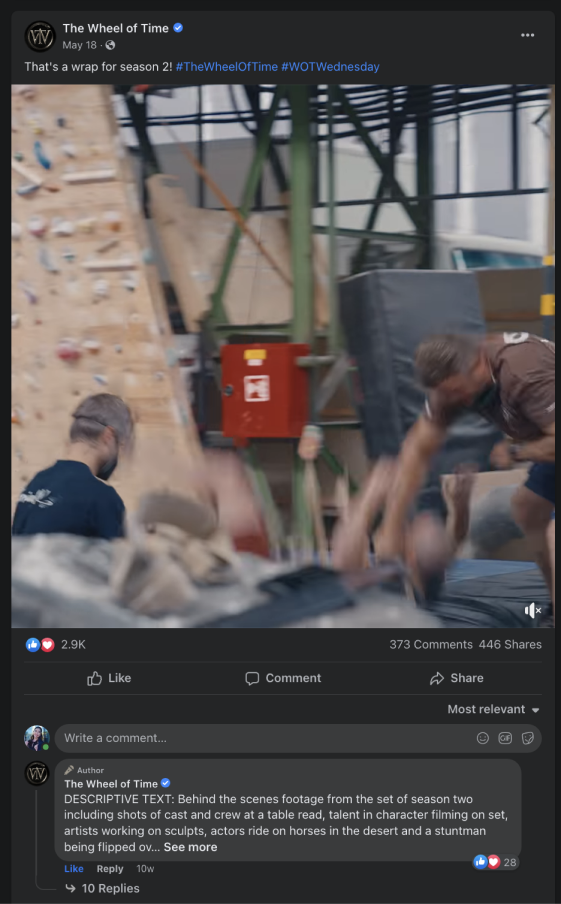 The Wheel of Time
May 18
That's a wrap for season 2! #TheWheelOfTime #WOTWednesday
2.9K
373 Comments 446 Shares
Like
Comment
Share
Most relevant
Write a comment...
GIF
Author
The Wheel of Time
DESCRIPTIVE TEXT: Behind the scenes footage from the set of season two
including shots of cast and crew at a table read, talent in character filming on set,
artists working on sculpts, actors ride on horses in the desert and a stuntman
being flipped ov... See more
28
Like Reply 10w
10 Replies